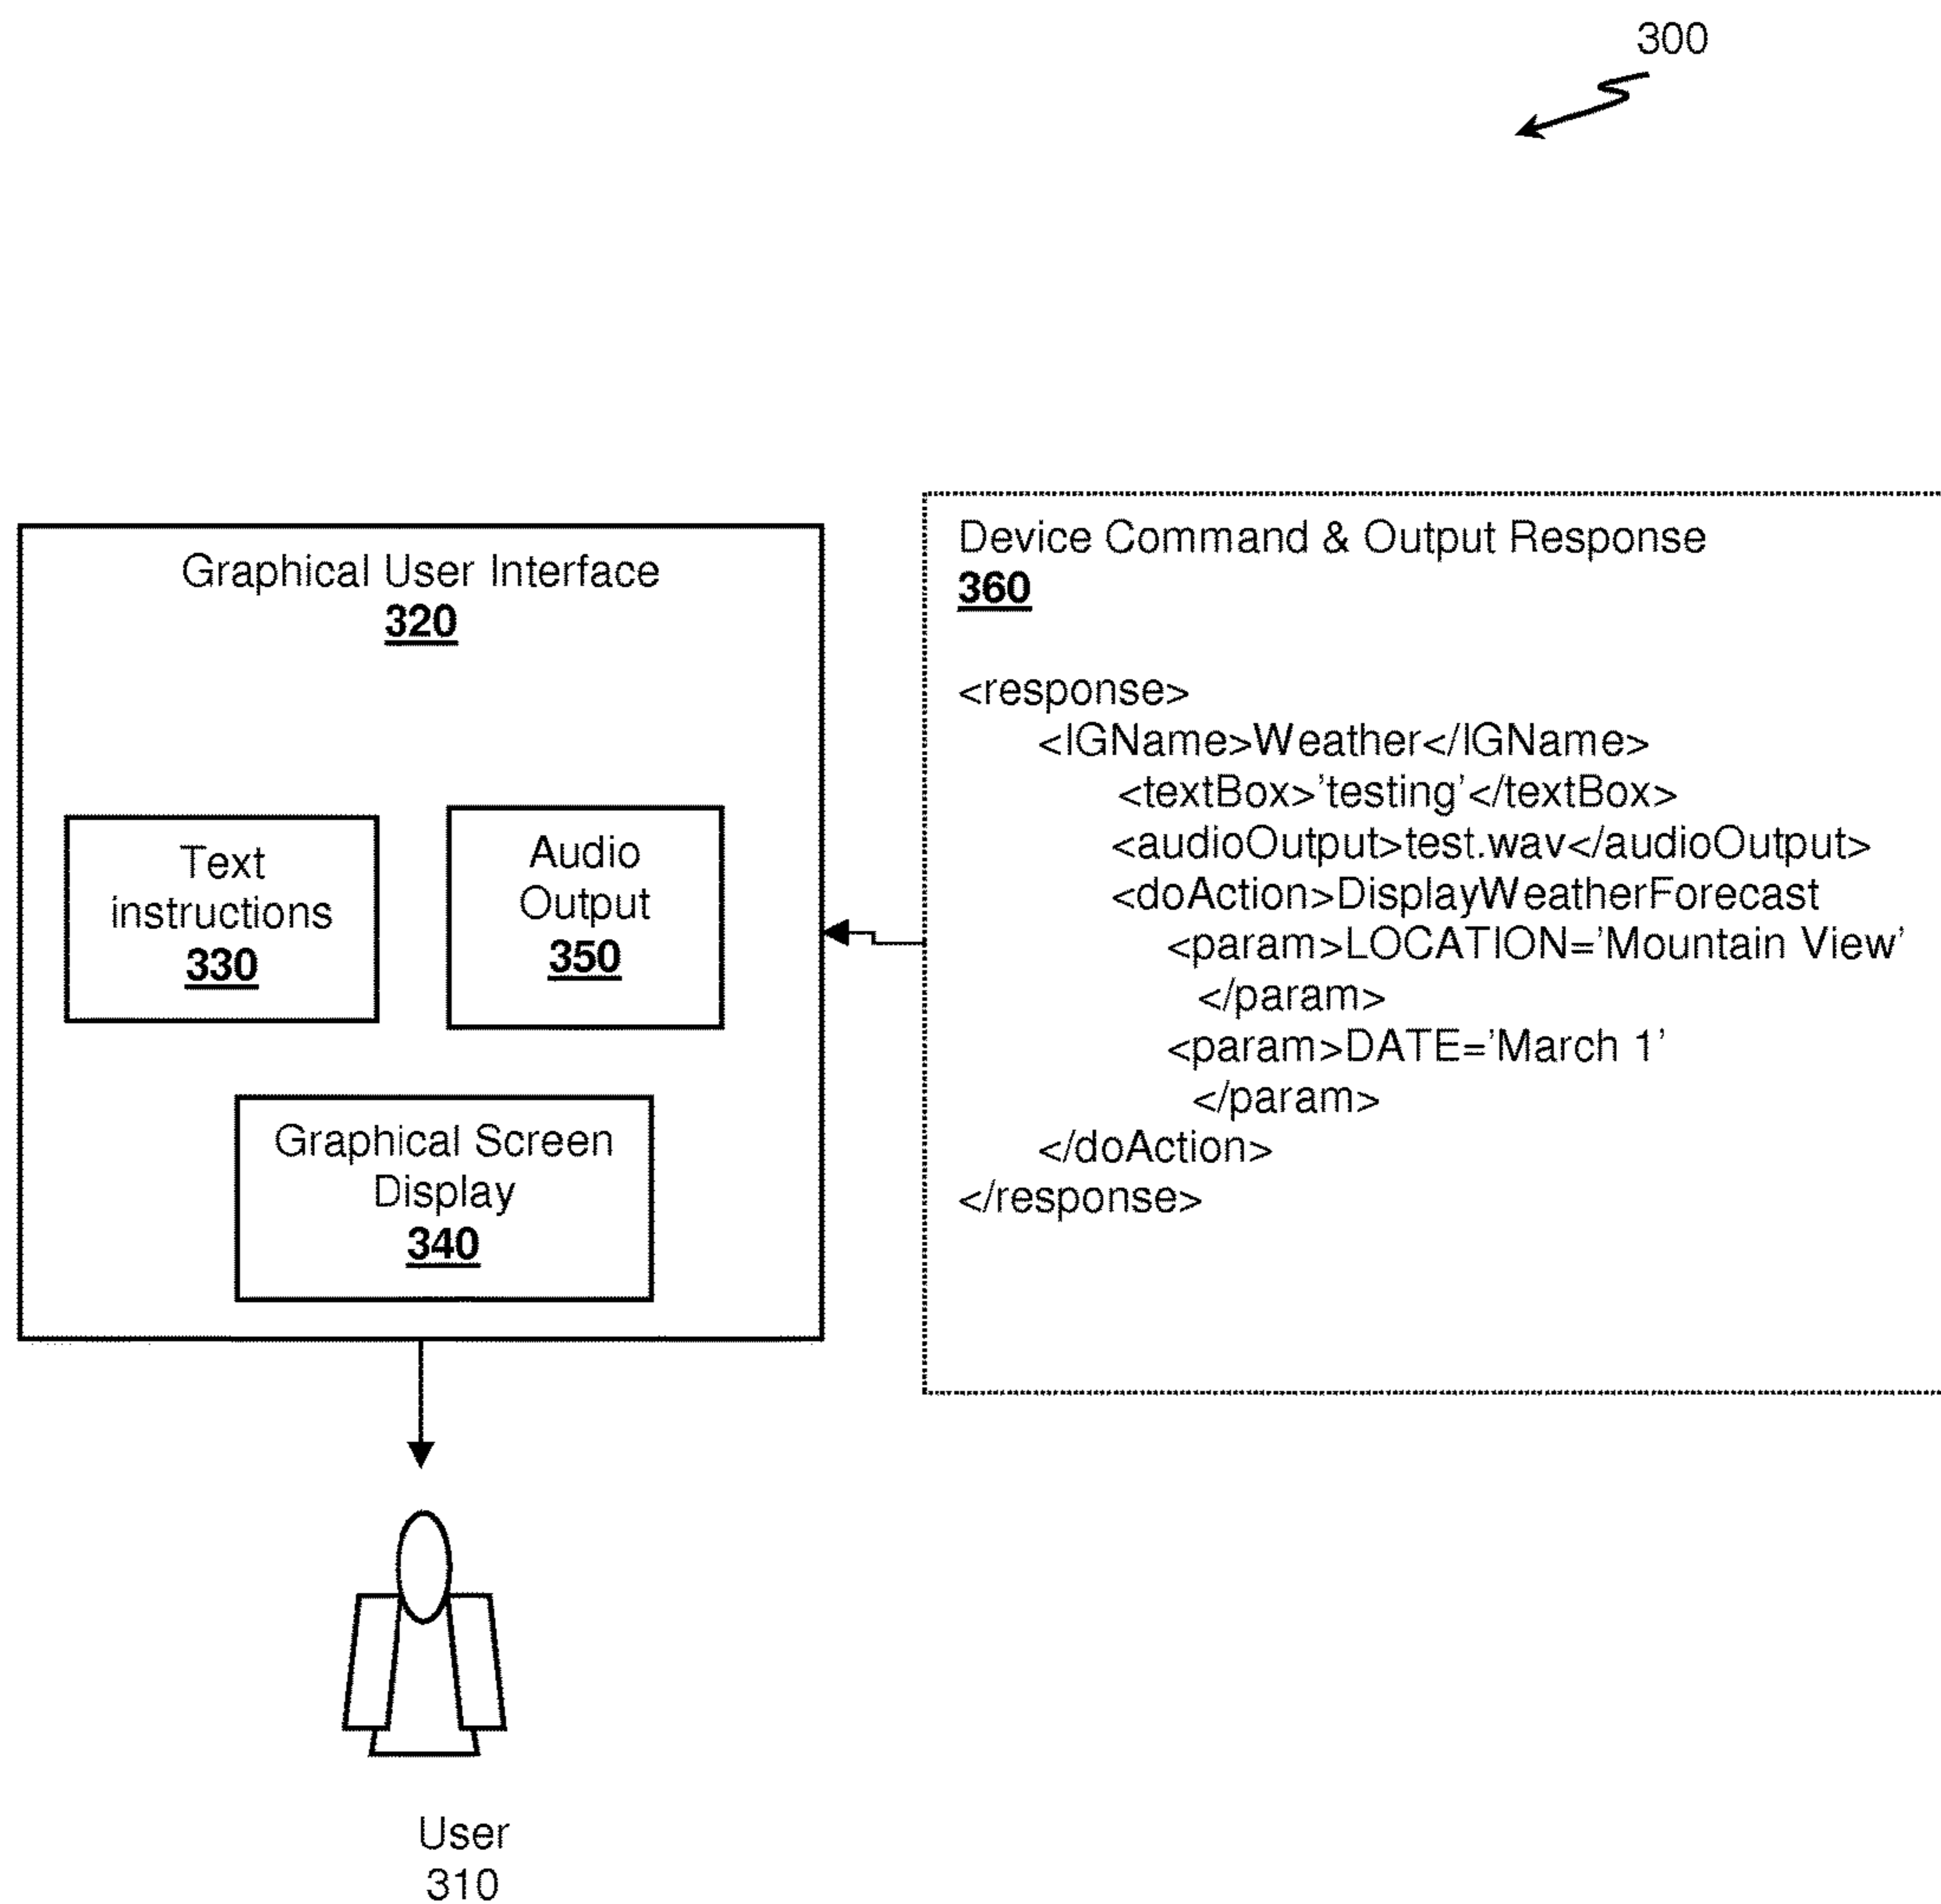 300
Graphical User Interface
320
Text
instructions
330
Audio
Output
350
Graphical Screen
Display
340
User
310
Device Command & Output Response
360
<response>
<IGName>Weather</IGName>
<textBox>’testing’</textBox>
<audioOutput>test.wav</audioOutput>
<doAction>DisplayWeatherForecast
<param>LOCATION=’Mountain View’
</param>
<param>DATE=’March 1’
</param>
</doAction>
</response>